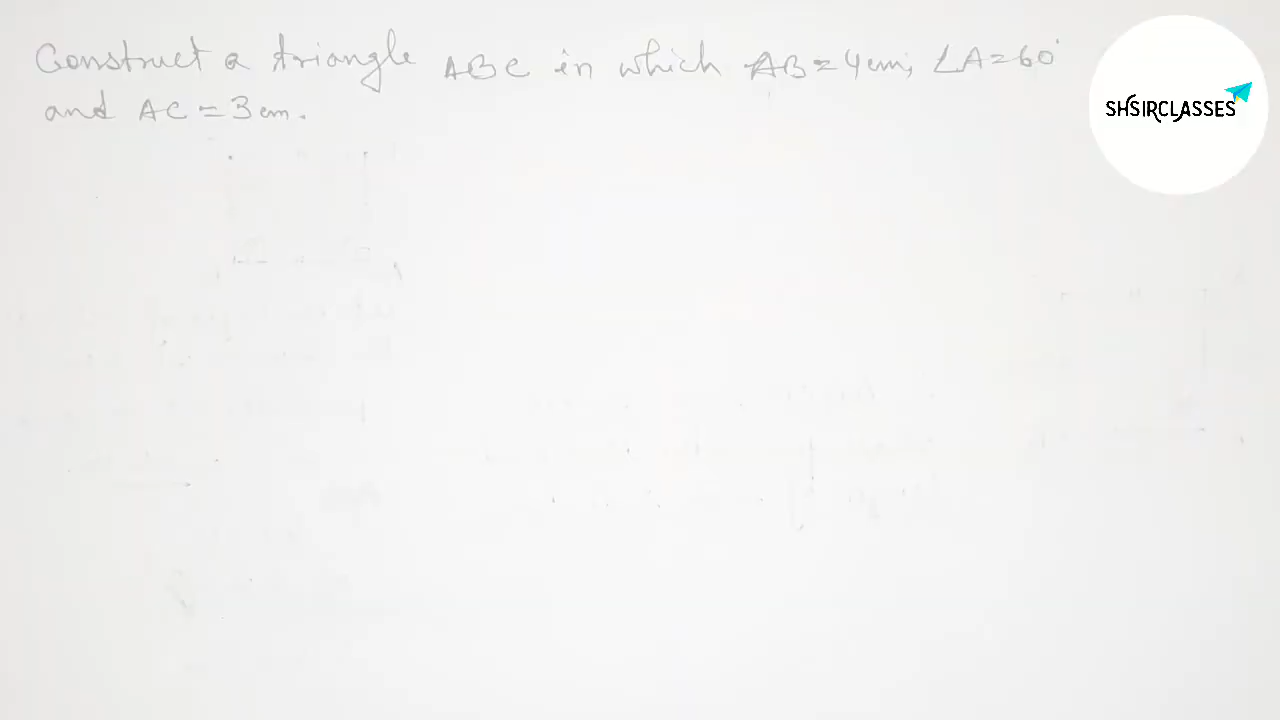 Construct a triangle ABC in which AB=4cm, ∠A=60°
and AC=3cm.
SHSIRCLASSES